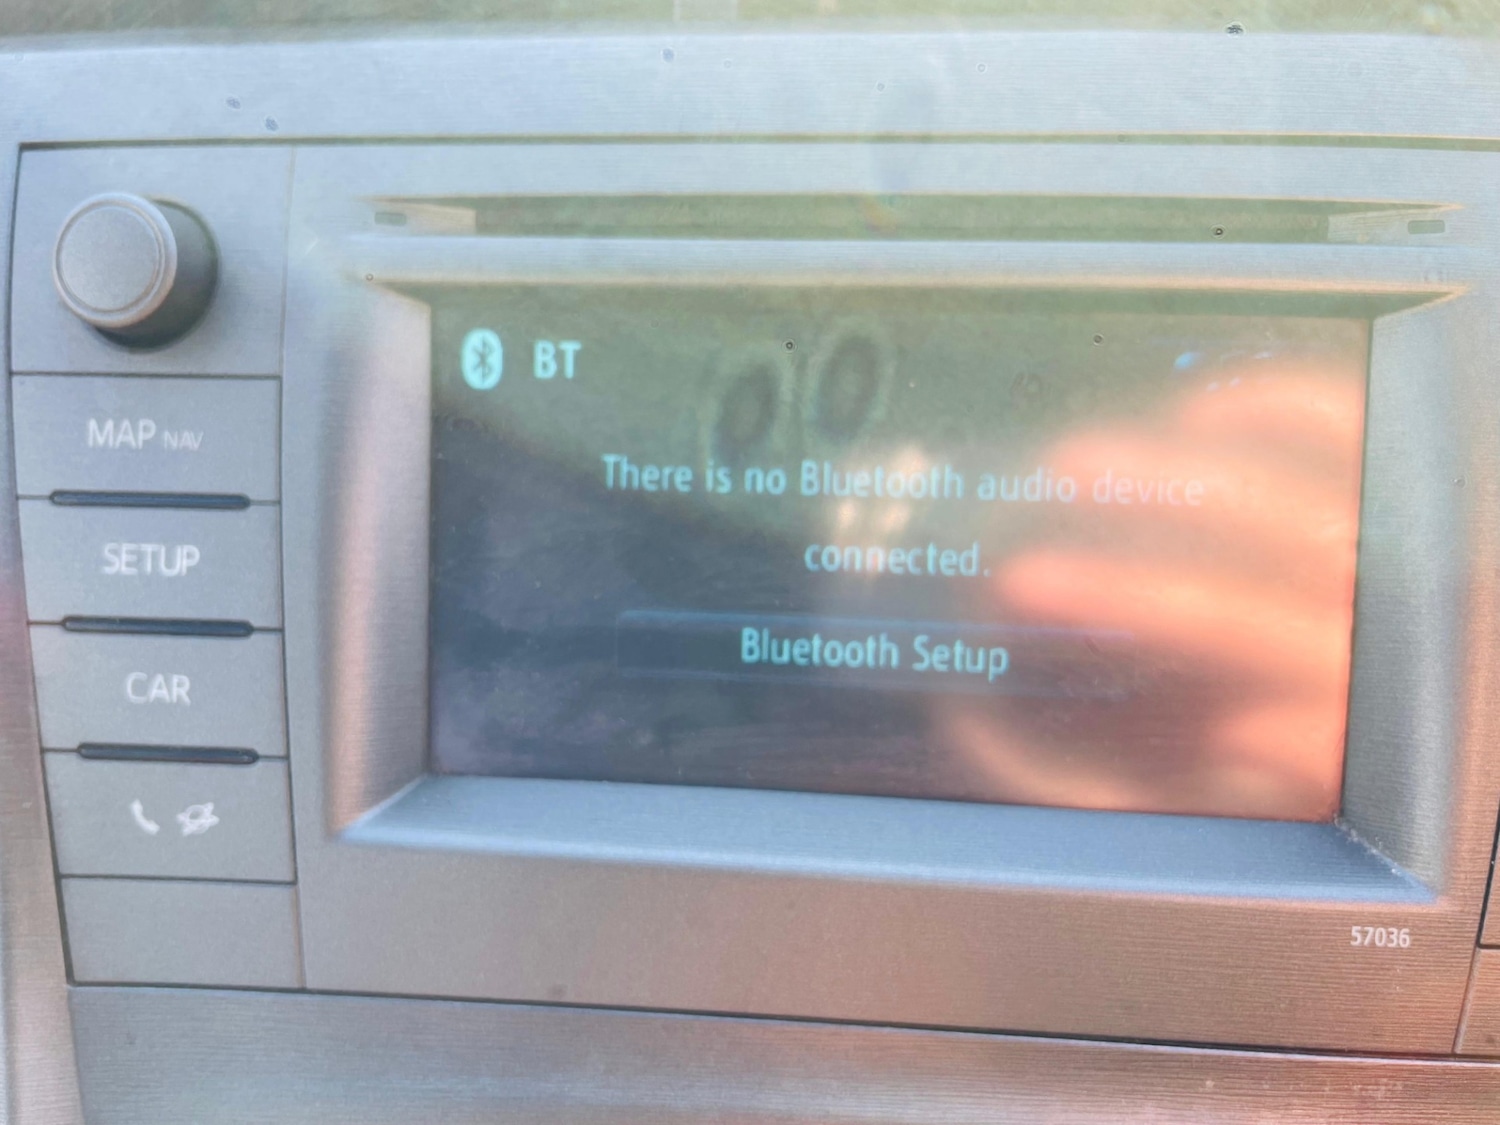 BT
There is no Bluetooth audio device
connected.
Bluetooth Setup
MAP NAV
SETUP
CAR
57036